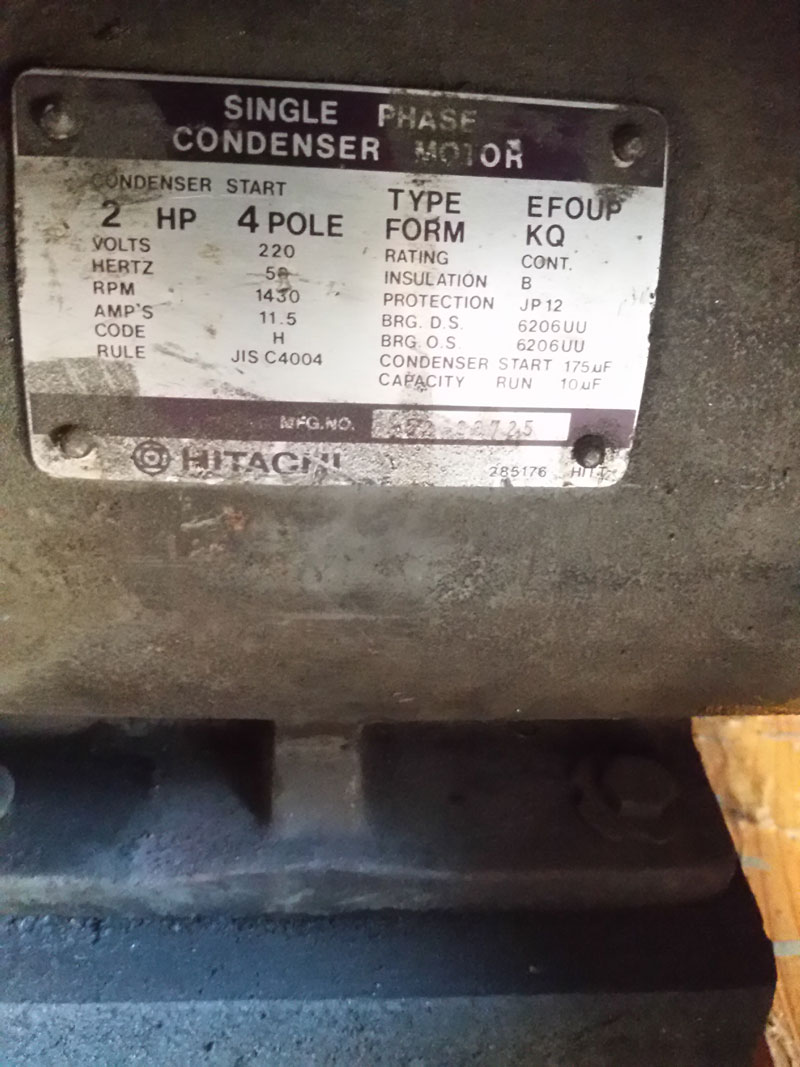 SINGLE PHASE
CONDENSER MOTOR
CONDENSER START
2 HP 4 POLE
VOLTS 220
HERTZ 50
RPM 1430
AMP'S 11.5
CODE H
RULE JIS C4004
TYPE EFOUP
FORM KQ
RATING CONT.
INSULATION B
PROTECTION JP 12
BRG. D.S. 6206UU
BRG. O.S. 6206UU
CONDENSER START 175µF
CAPACITY RUN 10µF
MFG.NO.
HITACHI
285176